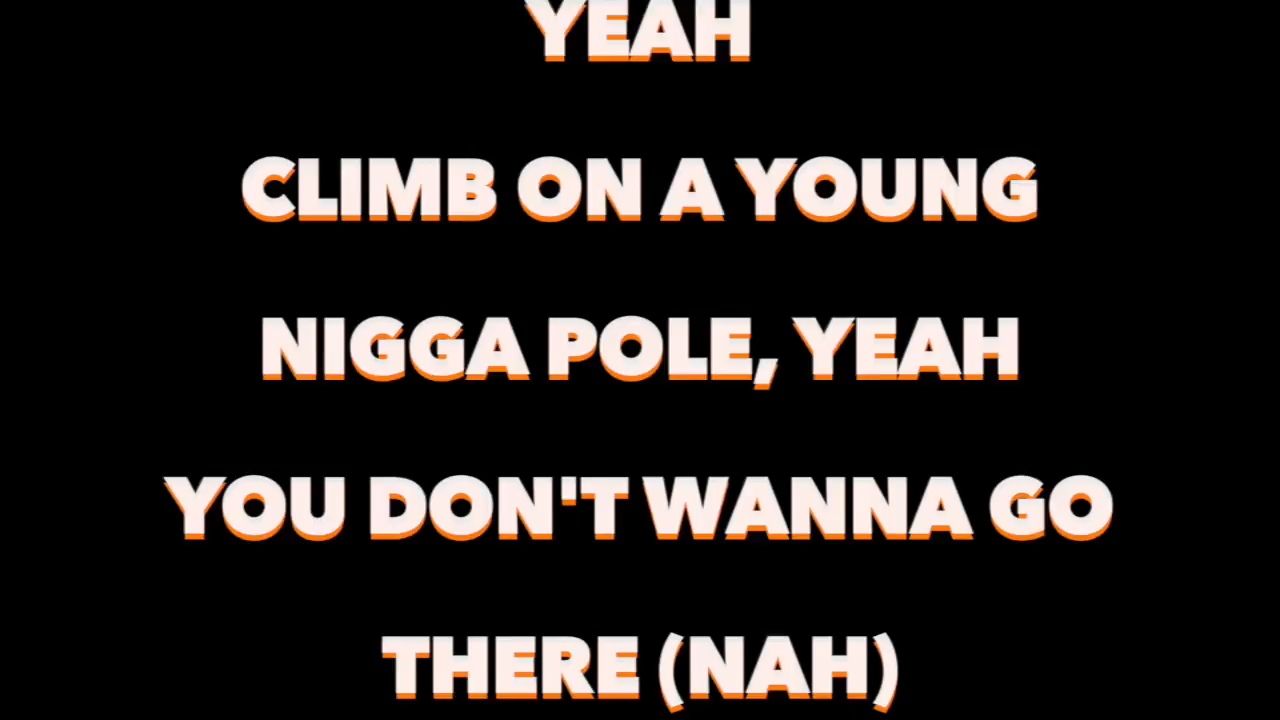 YEAH
CLIMB ON A YOUNG
NIGGA POLE, YEAH
YOU DON'T WANNA GO
THERE (NAH)